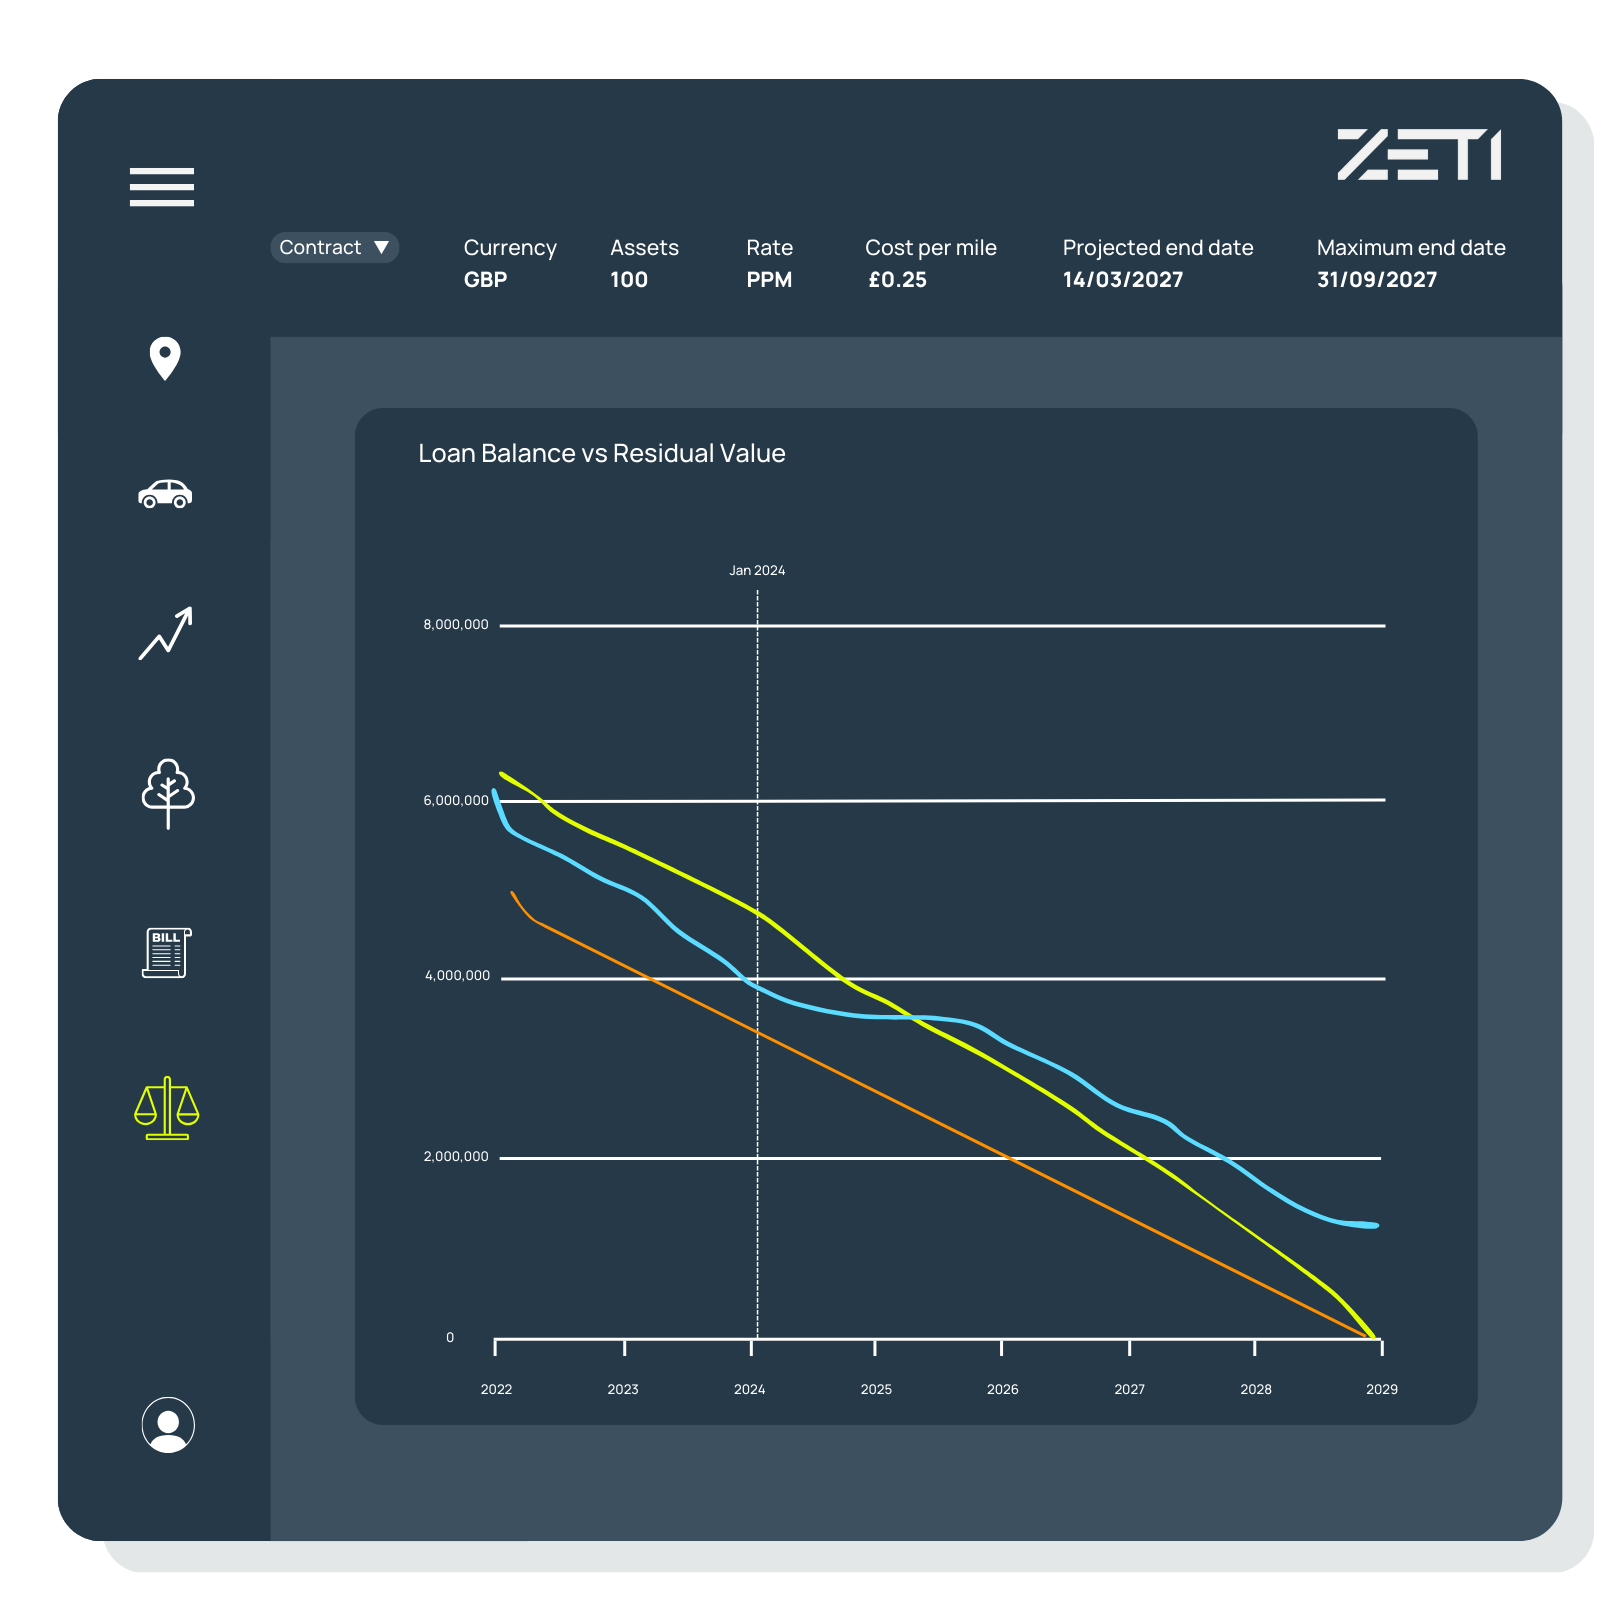 ZETI
Contract ▼
Currency
GBP
Assets
100
Rate
PPM
Cost per mile
£0.25
Projected end date
14/03/2027
Maximum end date
31/09/2027
Loan Balance vs Residual Value
Jan 2024
8,000,000
6,000,000
4,000,000
BILL
2,000,000
0
2022 2023 2024 2025 2026 2027 2028 2029